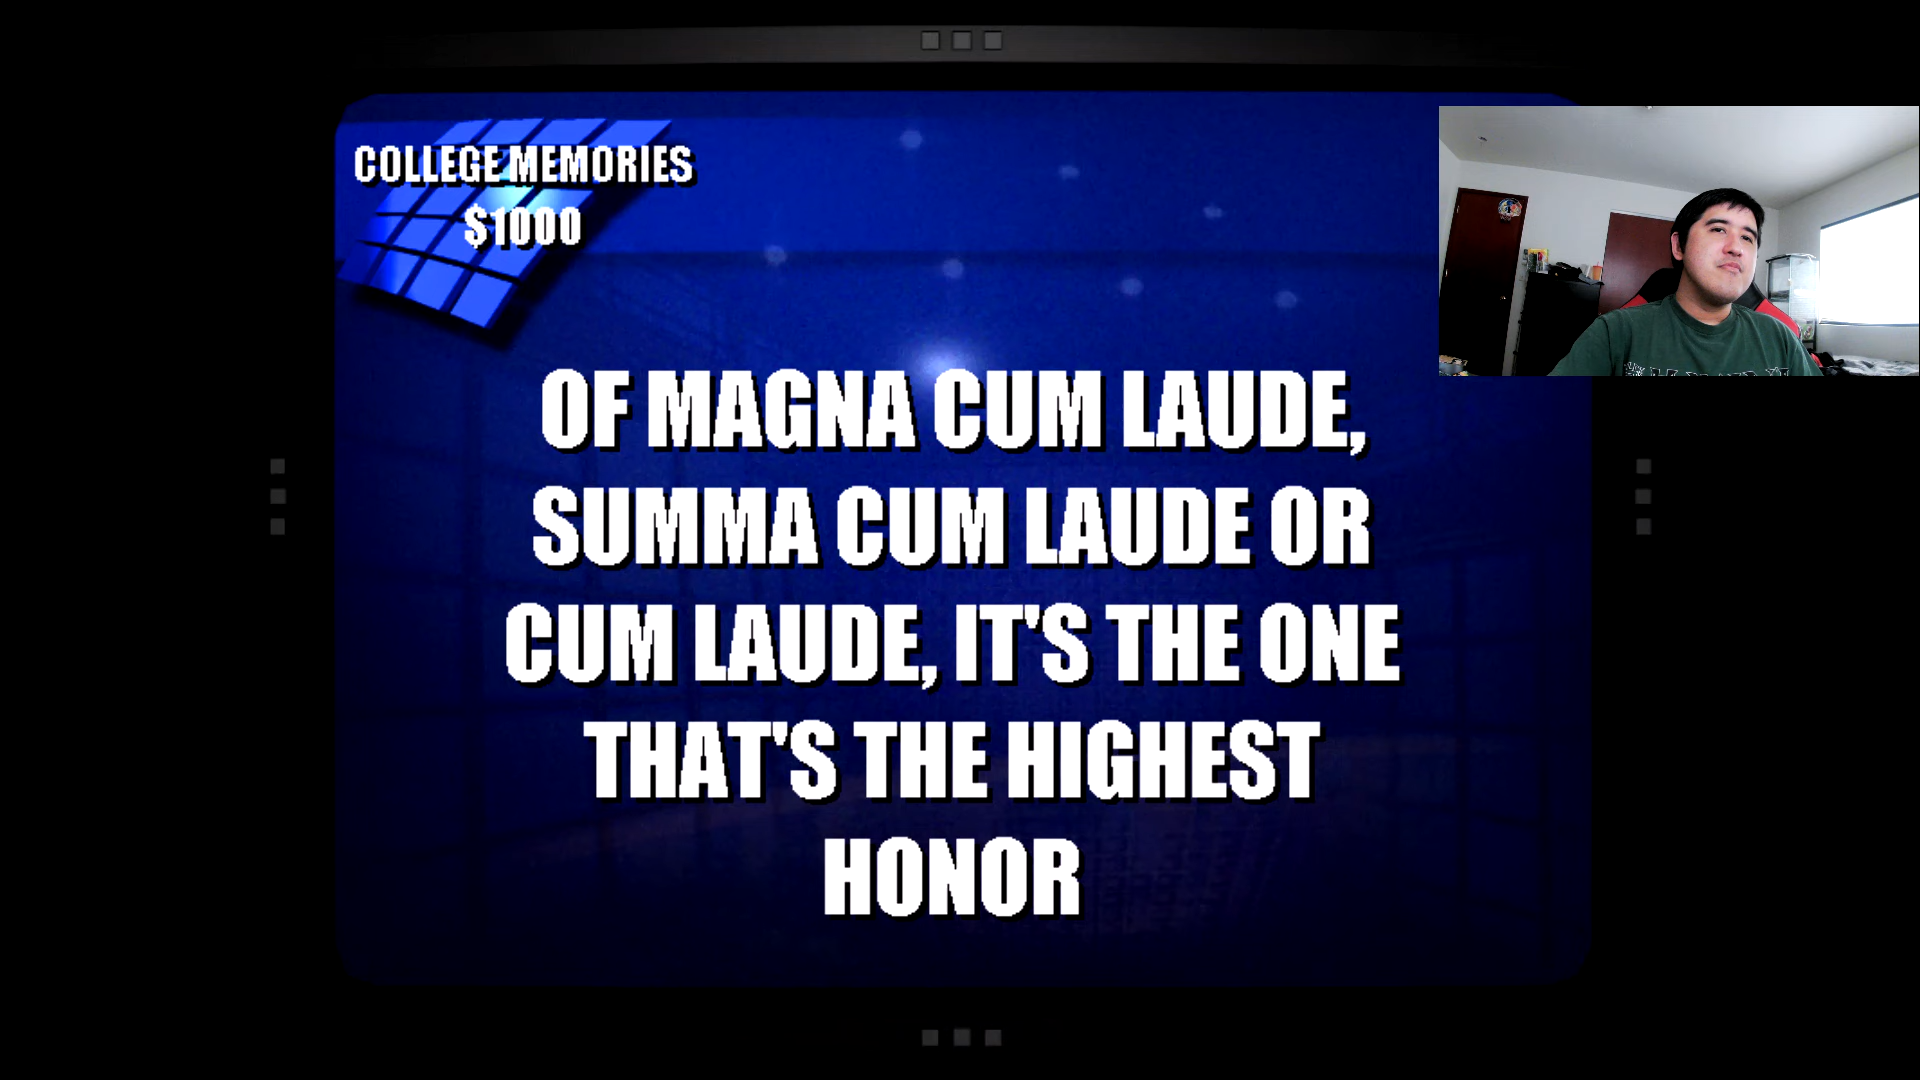 COLLEGE MEMORIES
$1000
OF MAGNA CUM LAUDE,
SUMMA CUM LAUDE OR
CUM LAUDE, IT'S THE ONE
THAT'S THE HIGHEST
HONOR